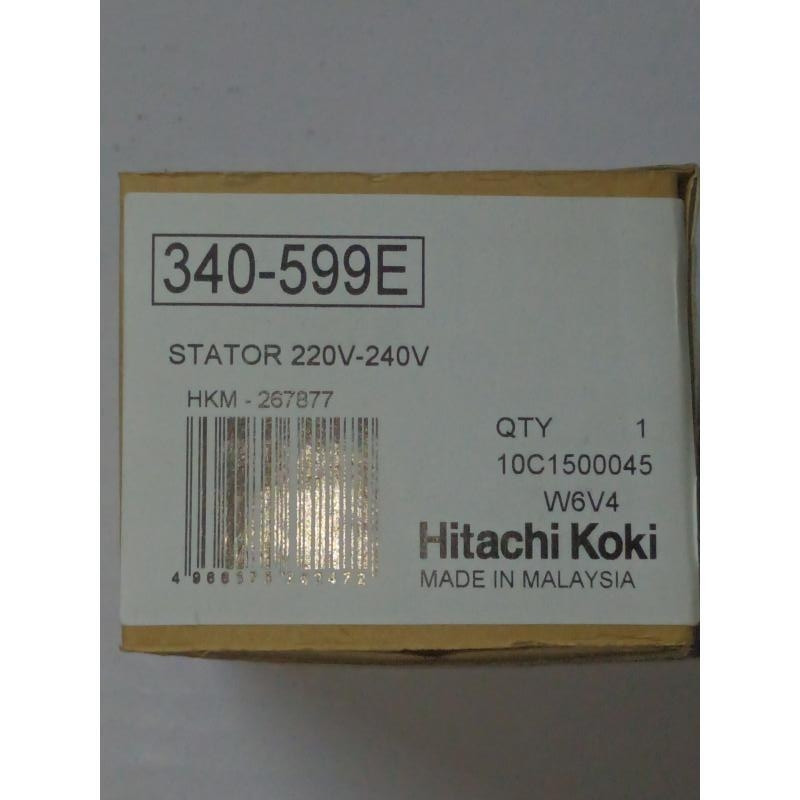 340-599E
STATOR 220V-240V
HKM - 267877
QTY 1
10C1500045
W6V4
Hitachi Koki
MADE IN MALAYSIA